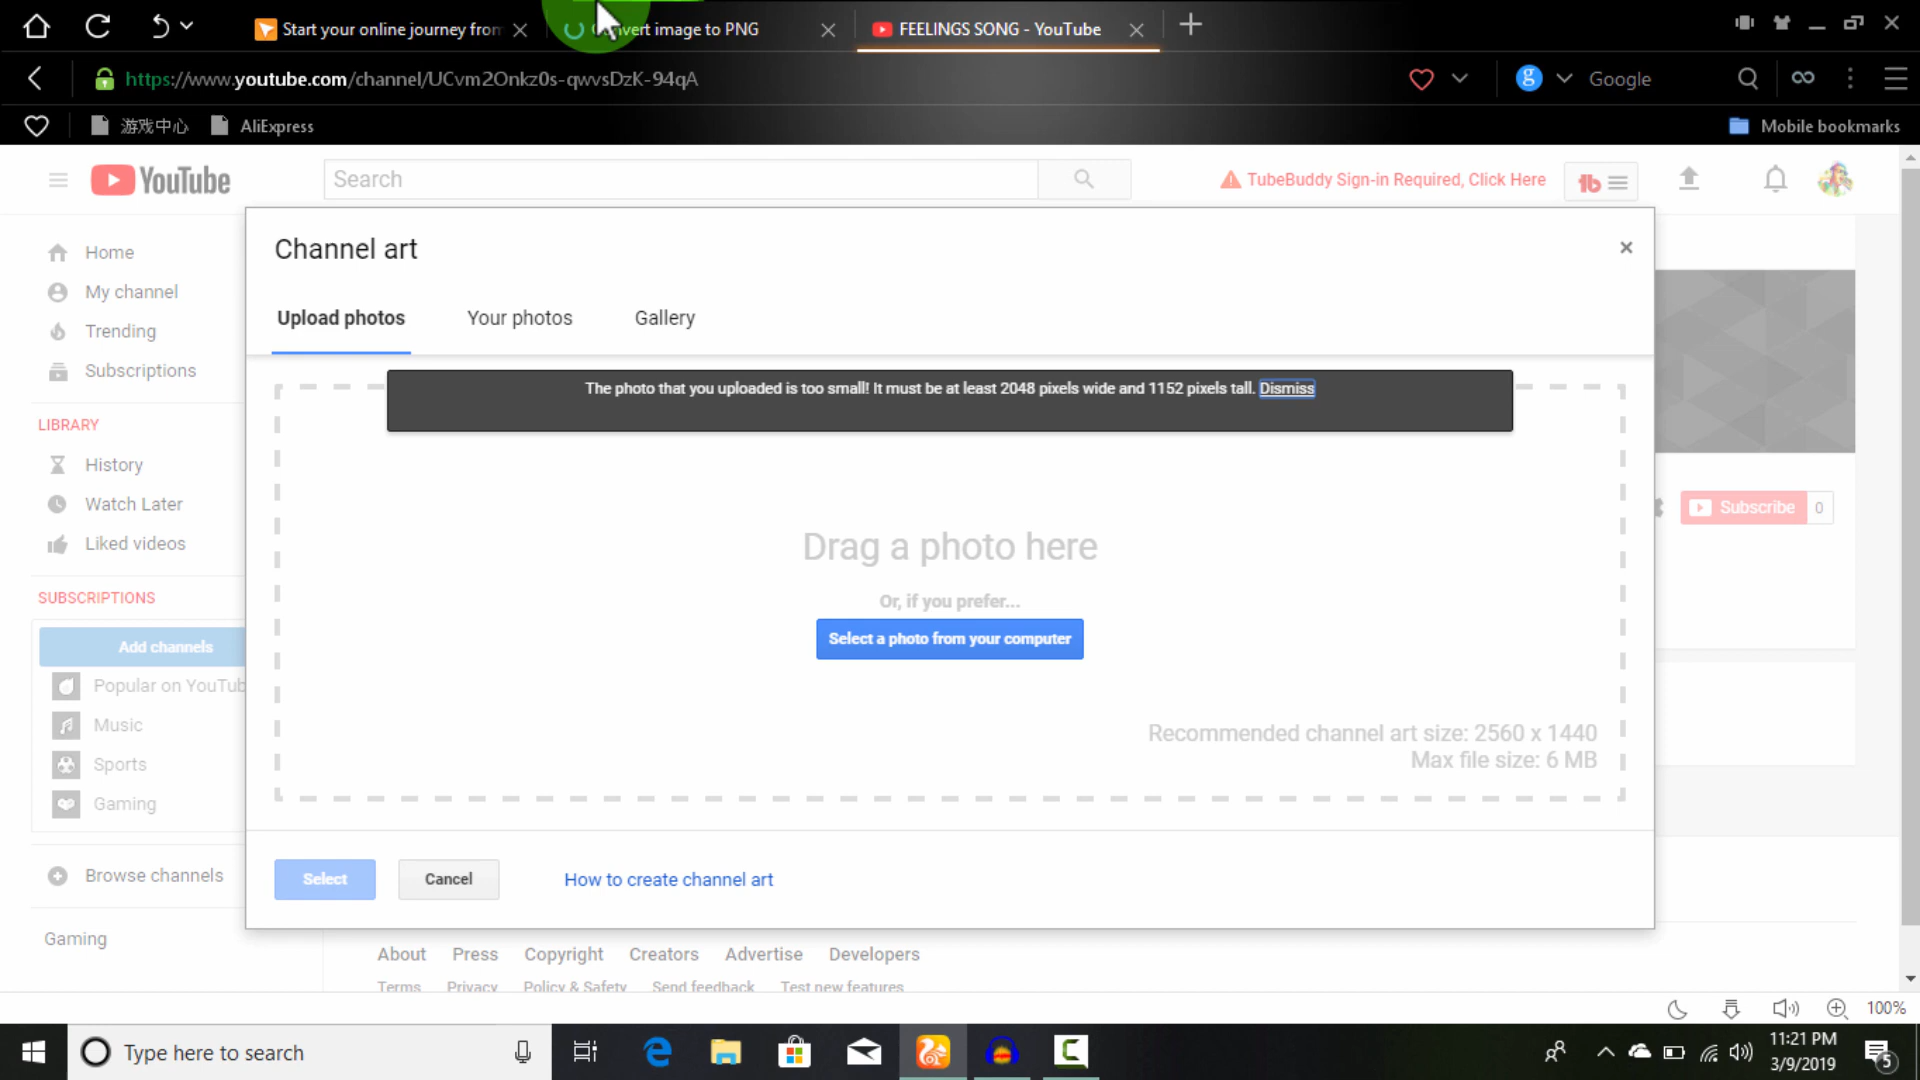 Start your online journey from
vert image to PNG
FEELINGS SONG - YouTube
https://www.youtube.com/channel/UCvm2Onkz0s-qwvsDzK-94qA
Google
游戏中心
AliExpress
Mobile bookmarks
YouTube
Search
TubeBuddy Sign-in Required, Click Here
tb
Channel art
Home
My channel
Trending
Subscriptions
Upload photos
Your photos
Gallery
The photo that you uploaded is too small! It must be at least 2048 pixels wide and 1152 pixels tall. Dismiss
LIBRARY
History
Watch Later
Liked videos
Subscribe 0
Drag a photo here
Or, if you prefer...
Select a photo from your computer
SUBSCRIPTIONS
Add channels
Popular on YouTub
Music
Sports
Gaming
Recommended channel art size: 2560 x 1440
Max file size: 6 MB
Browse channels
Select
Cancel
How to create channel art
Gaming
About Press Copyright Creators Advertise Developers
Terms Privacy Policy & Safety Send feedback Test new features
100%
Type here to search
11:21 PM
3/9/2019
5